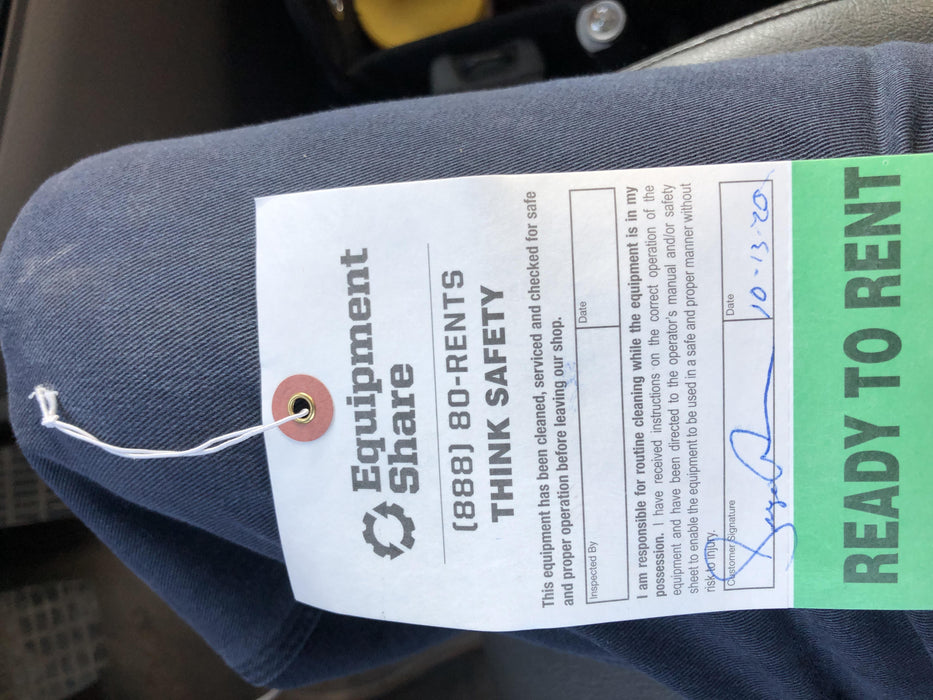 Equipment
Share
(888) 80-RENTS
THINK SAFETY
This equipment has been cleaned, serviced and checked for safe
and proper operation before leaving our shop.
Inspected By
Date
I am responsible for routine cleaning while the equipment is in my
possession. I have received instructions on the correct operation of the
equipment and have been directed to the operator's manual and/or safety
sheet to enable the equipment to be used in a safe and proper manner without
risk to injury.
Customer Signature
Date
10-13-20
READY TO RENT